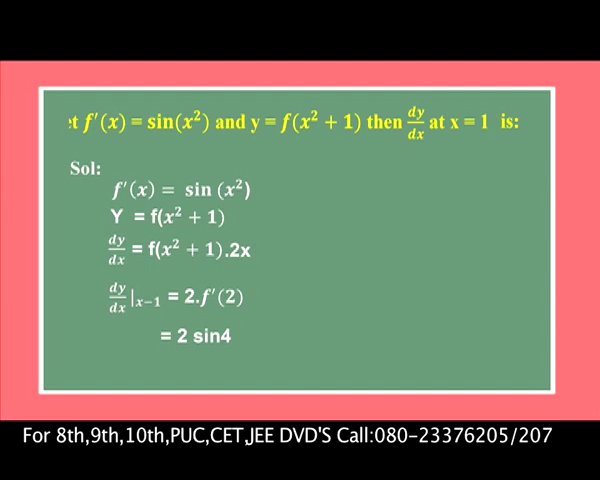 et f′(x) = sin(x²) and y = f(x² + 1) then dy/dx at x = 1 is:
Sol:
f′(x) = sin (x²)
Y = f(x² + 1)
dy/dx = f(x² + 1).2x
dy/dx|x−1 = 2.f′(2)
= 2 sin4
For 8th,9th,10th,PUC,CET,JEE DVD'S Call:080-23376205/207